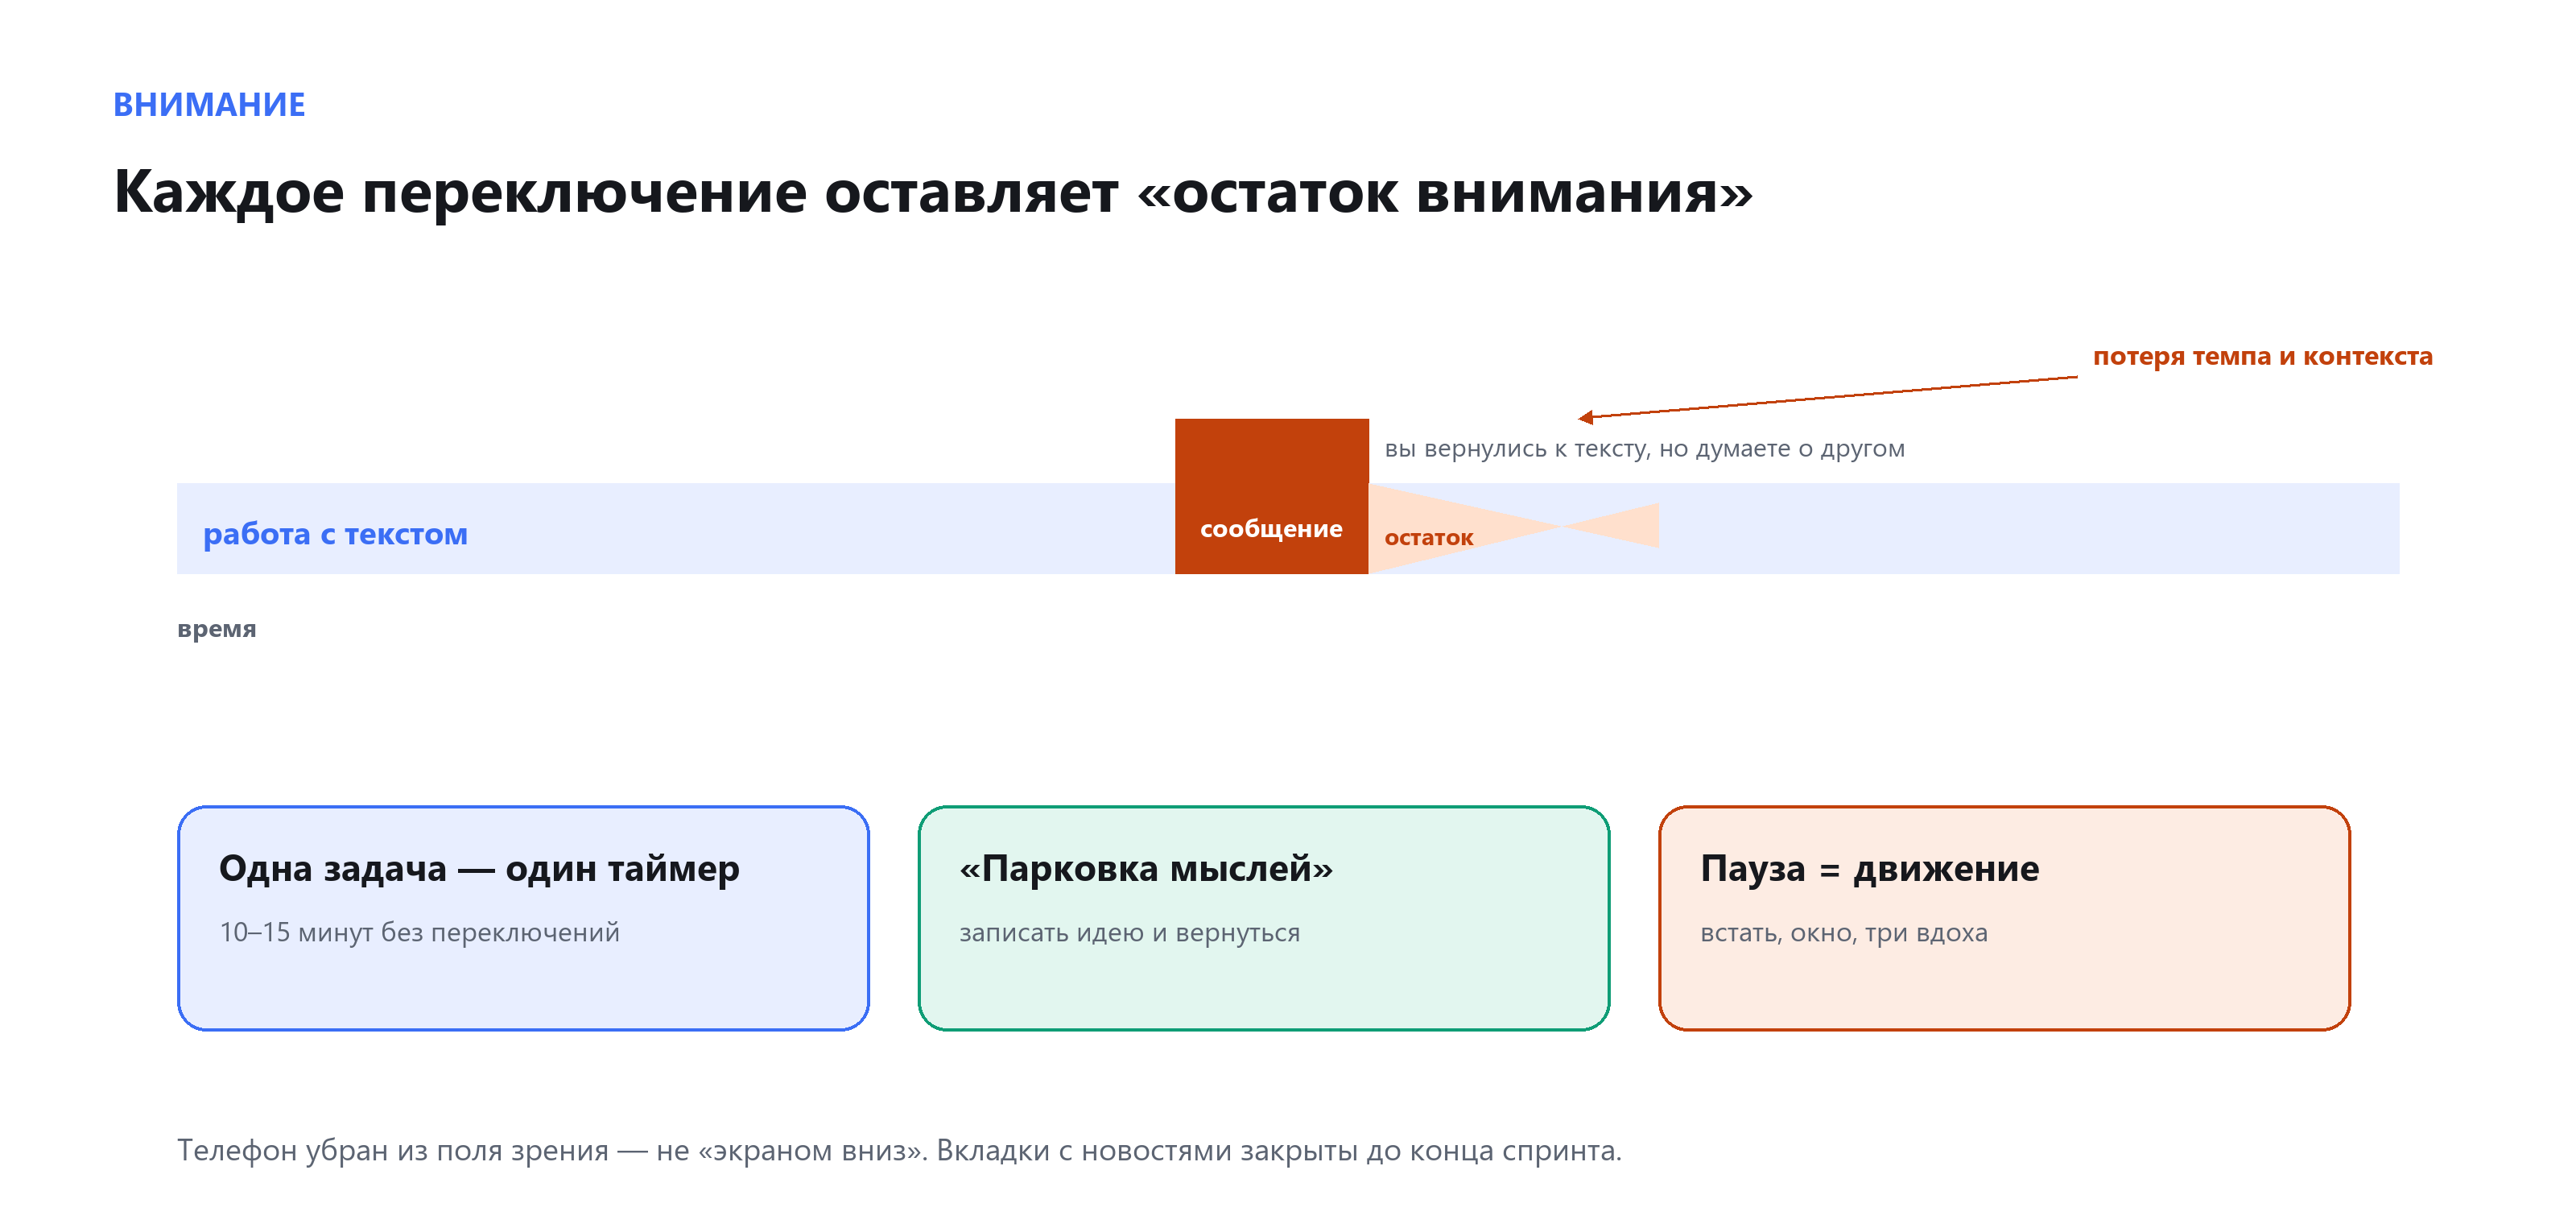 ВНИМАНИЕ
Каждое переключение оставляет «остаток внимания»
потеря темпа и контекста
вы вернулись к тексту, но думаете о другом
работа с текстом
сообщение
остаток
время
Одна задача — один таймер
10–15 минут без переключений
«Парковка мыслей»
записать идею и вернуться
Пауза = движение
встать, окно, три вдоха
Телефон убран из поля зрения — не «экраном вниз». Вкладки с новостями закрыты до конца спринта.